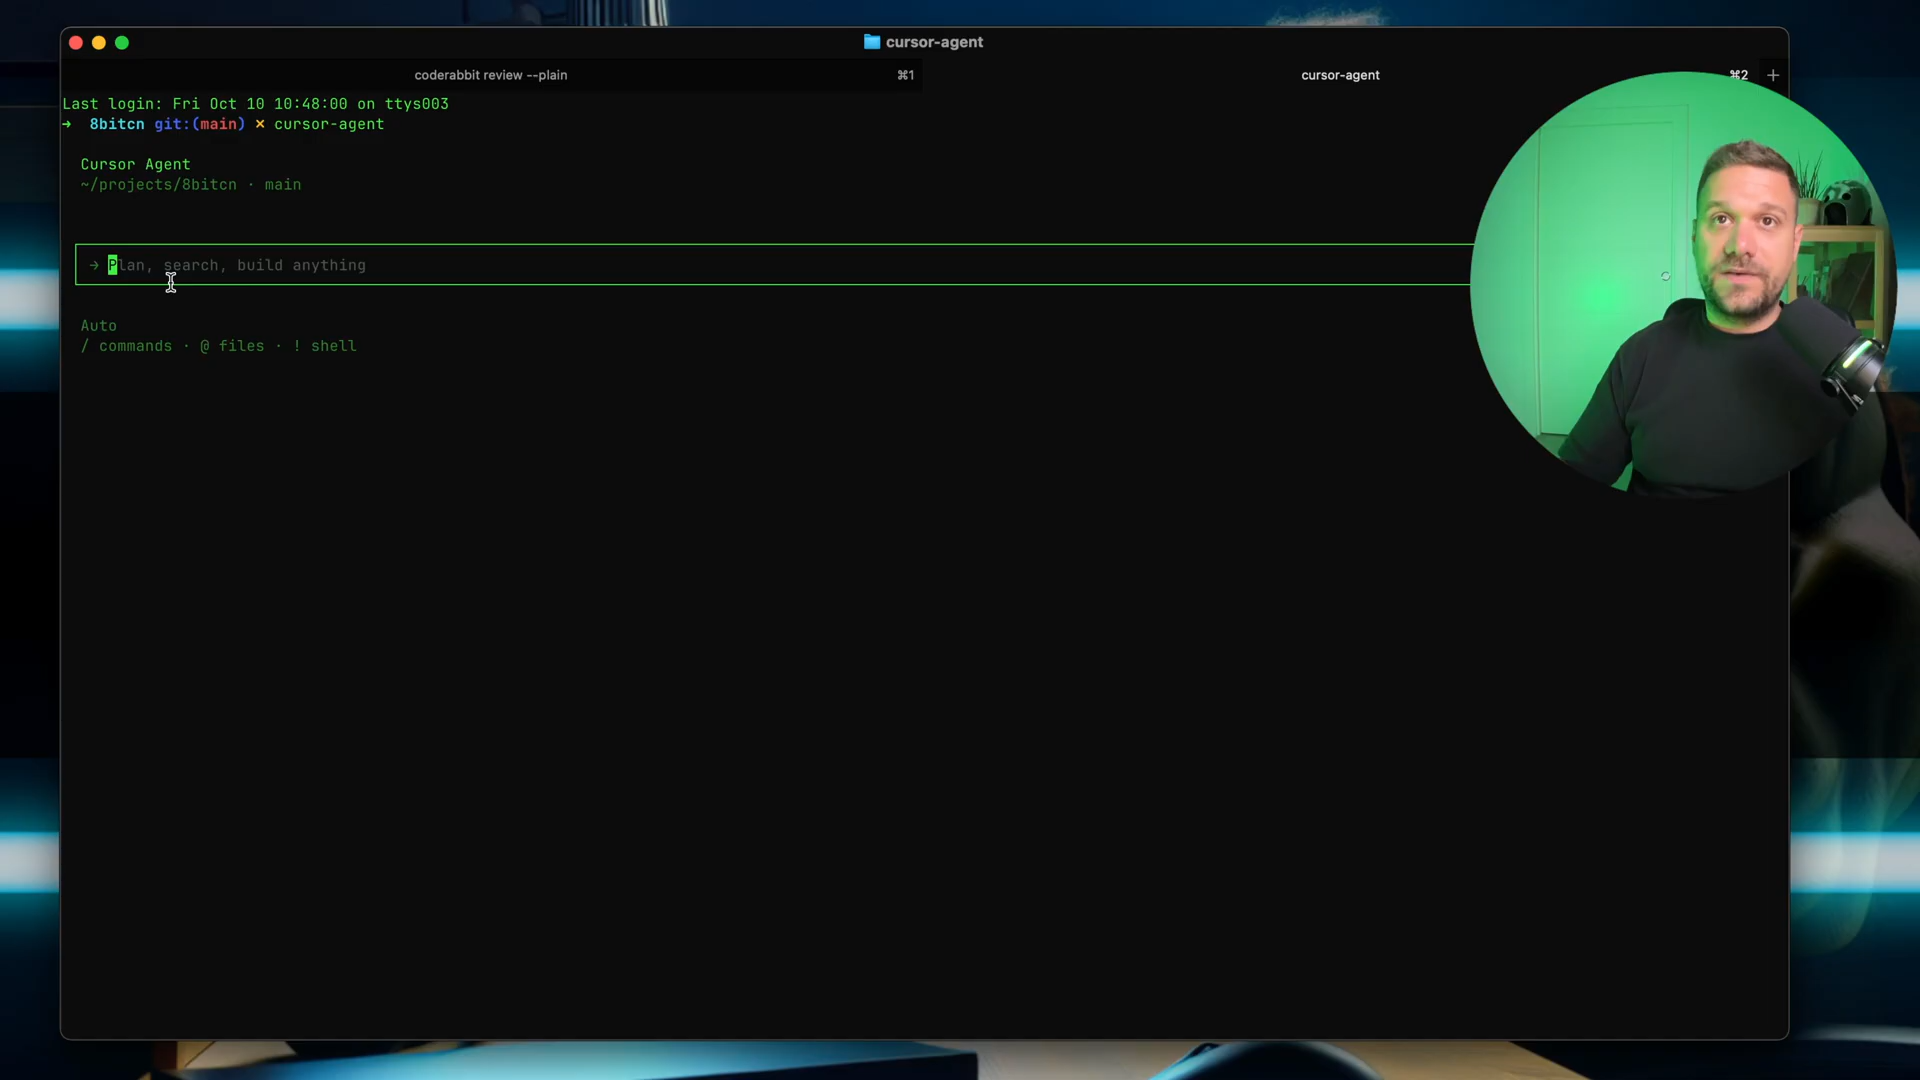 cursor-agent
coderabbit review --plain ⌘1 cursor-agent ⌘2 +
Last login: Fri Oct 10 10:48:00 on ttys003
→ 8bitcn git:(main) × cursor-agent
Cursor Agent
~/projects/8bitcn · main
→ Plan, search, build anything
Auto
/ commands · @ files · ! shell